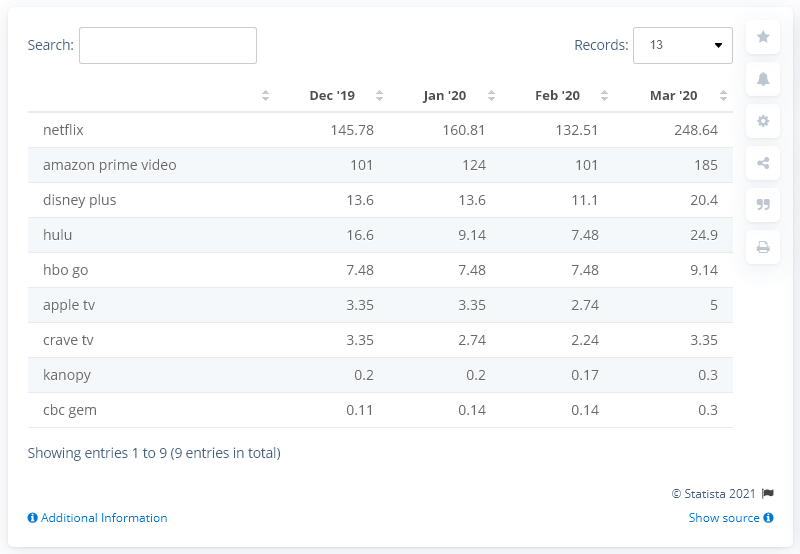 Search: Records: 13
Dec '19 Jan '20 Feb '20 Mar '20
netflix 145.78 160.81 132.51 248.64
amazon prime video 101 124 101 185
disney plus 13.6 13.6 11.1 20.4
hulu 16.6 9.14 7.48 24.9
hbo go 7.48 7.48 7.48 9.14
apple tv 3.35 3.35 2.74 5
crave tv 3.35 2.74 2.24 3.35
kanopy 0.2 0.2 0.17 0.3
cbc gem 0.11 0.14 0.14 0.3
Showing entries 1 to 9 (9 entries in total)
© Statista 2021
Additional Information Show source